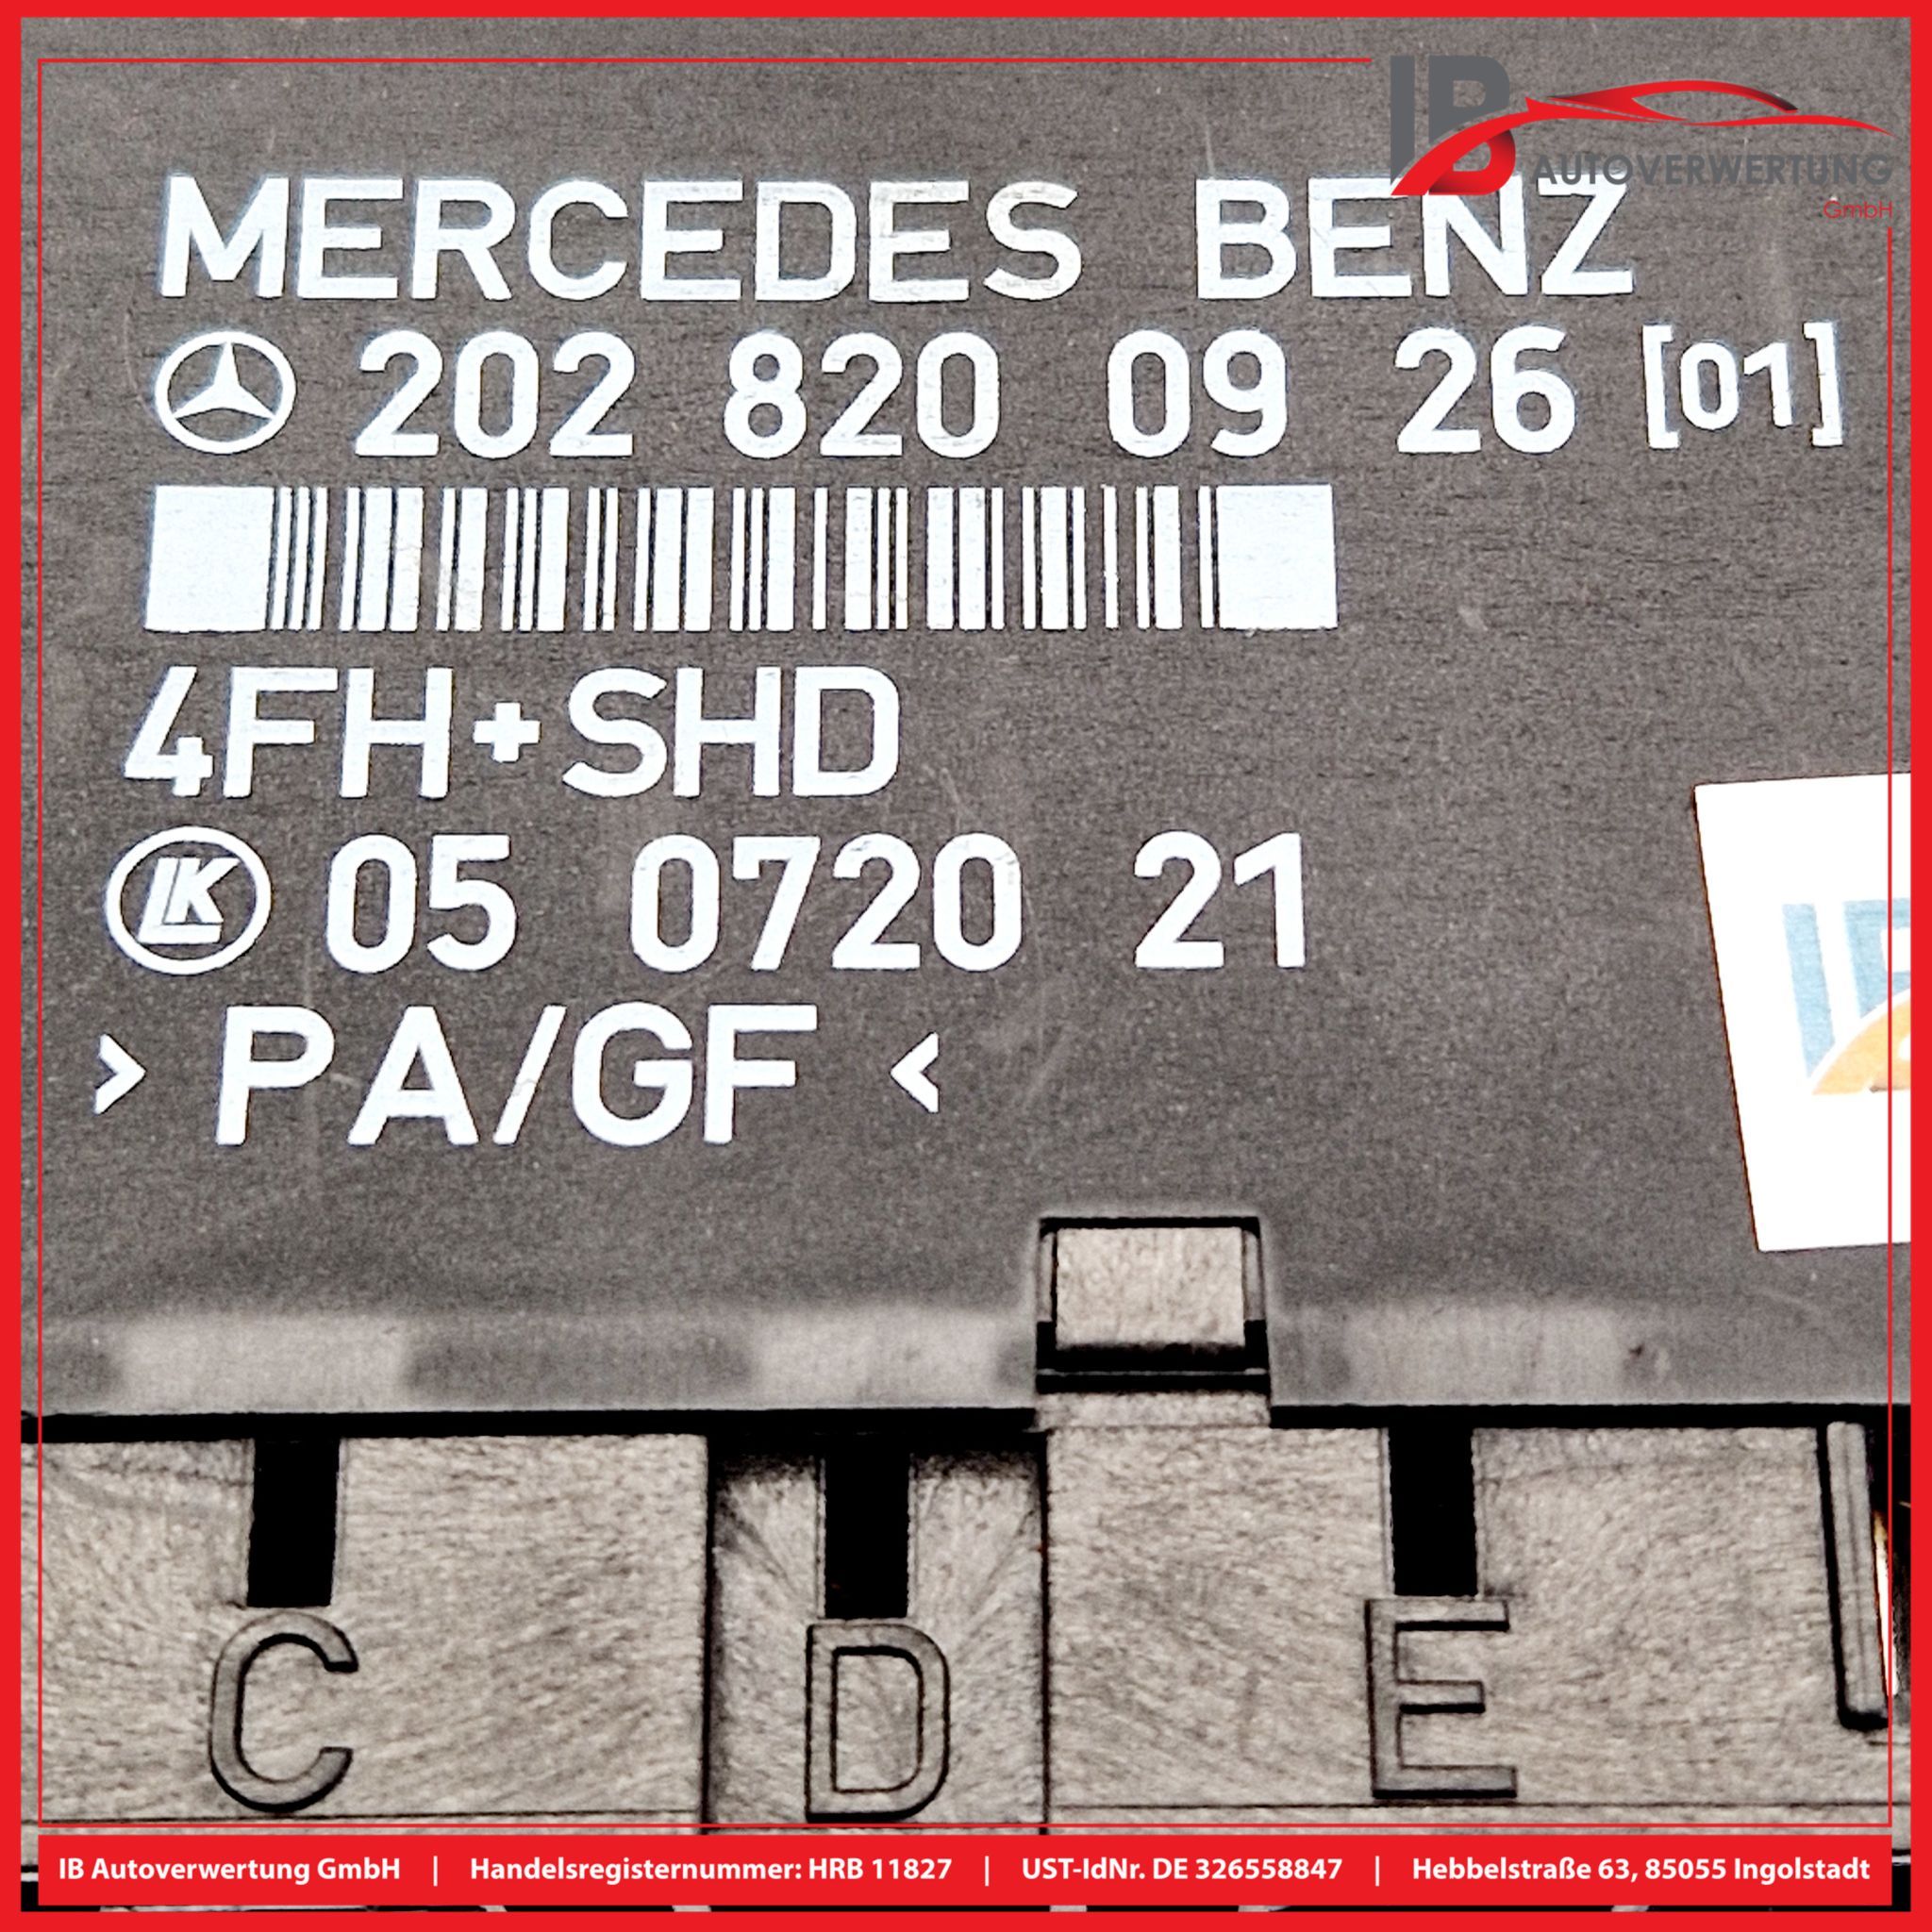 IB
AUTOVERWERTUNG
GmbH
MERCEDES BENZ
202 820 09 26 [01]
4FH+SHD
LK 05 0720 21
> PA/GF <
C D E
IB Autoverwertung GmbH | Handelsregisternummer: HRB 11827 | UST-IdNr. DE 326558847 | Hebbelstraße 63, 85055 Ingolstadt